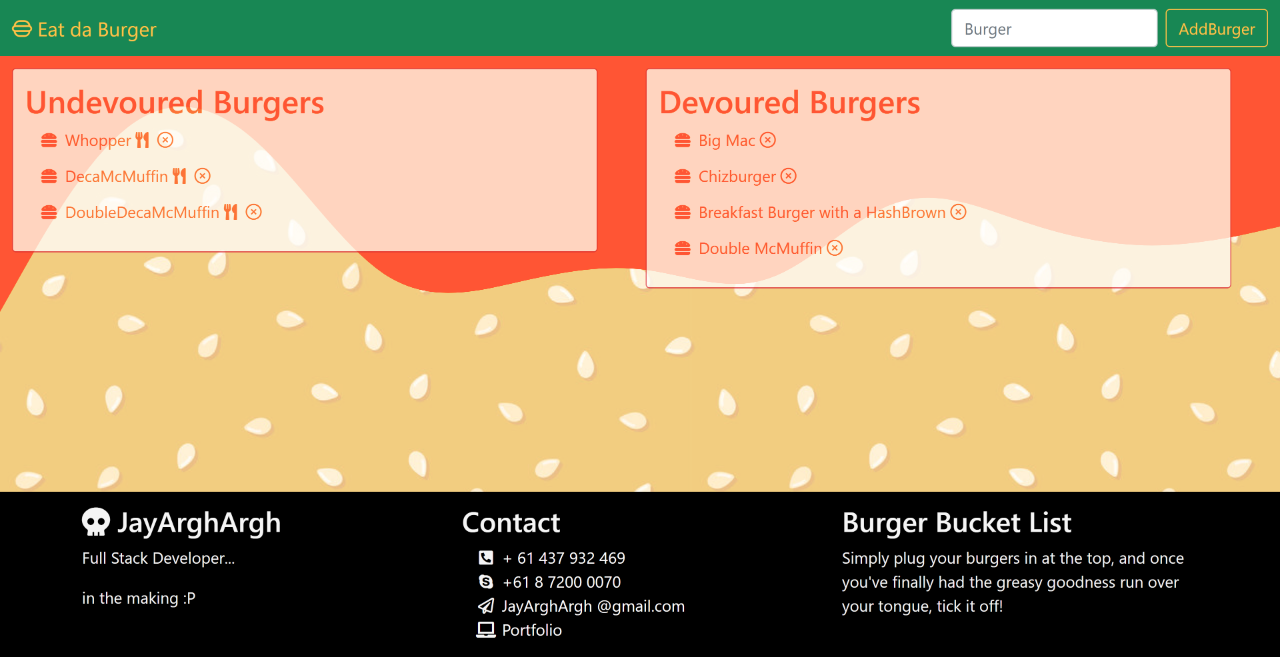 Eat da Burger
Burger
AddBurger
Undevoured Burgers
Whopper
DecaMcMuffin
DoubleDecaMcMuffin
Devoured Burgers
Big Mac
Chizburger
Breakfast Burger with a HashBrown
Double McMuffin
JayArghArgh
Full Stack Developer...
in the making :P
Contact
+ 61 437 932 469
+61 8 7200 0070
JayArghArgh @gmail.com
Portfolio
Burger Bucket List
Simply plug your burgers in at the top, and once
you've finally had the greasy goodness run over
your tongue, tick it off!